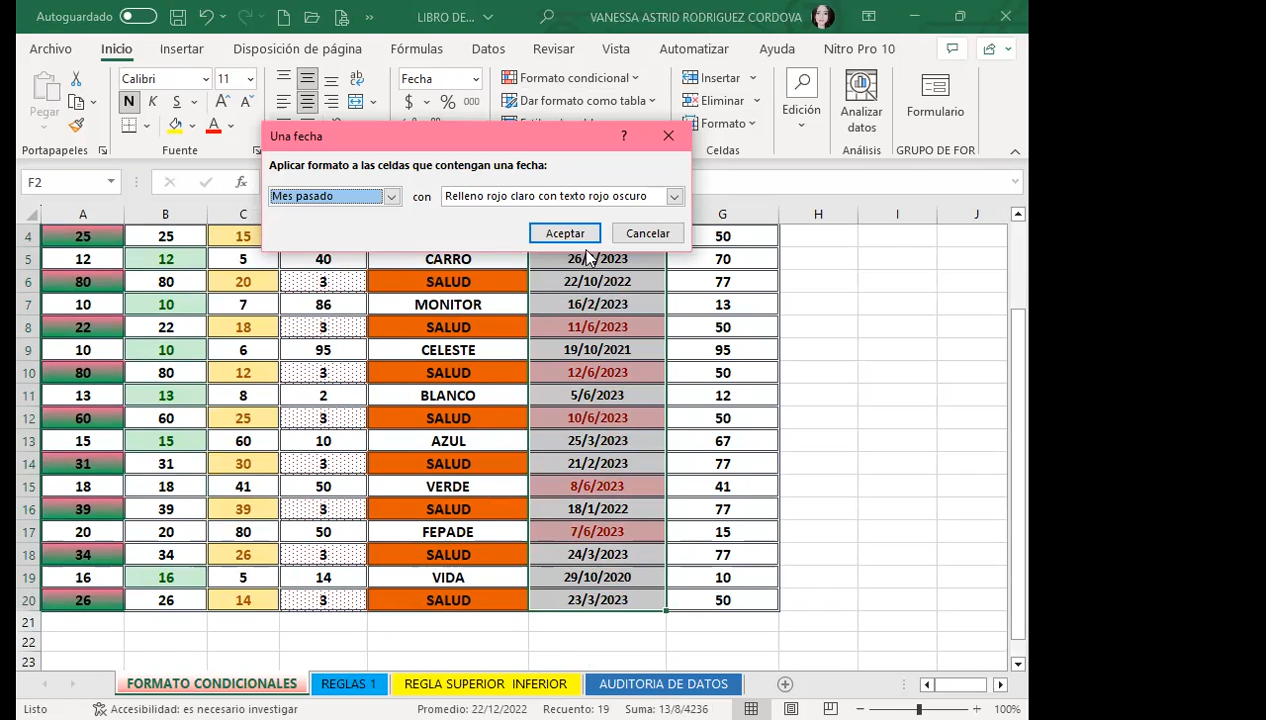 Autoguardado
LIBRO DE...
VANESSA ASTRID RODRIGUEZ CORDOVA
Archivo Inicio Insertar Disposición de página Fórmulas Datos Revisar Vista Automatizar Ayuda Nitro Pro 10
Calibri 11 Fecha Formato condicional Insertar
N K S $ % 000 Dar formato como tabla Eliminar
Pegar Edición Analizar datos Formulario
Formato
Portapapeles Fuente Celdas Análisis GRUPO DE FOR
Una fecha ?
Aplicar formato a las celdas que contengan una fecha:
Mes pasado con Relleno rojo claro con texto rojo oscuro
Aceptar Cancelar
F2 fx
A B C G H I J
4 25 25 15 50
5 12 12 5 40 CARRO 70
6 80 80 20 3 SALUD 22/10/2022 77
7 10 10 7 86 MONITOR 16/2/2023 13
8 22 22 18 3 SALUD 11/6/2023 50
9 10 10 6 95 CELESTE 19/10/2021 95
10 80 80 12 3 SALUD 12/6/2023 50
11 13 13 8 2 BLANCO 5/6/2023 12
12 60 60 25 3 SALUD 10/6/2023 50
13 15 15 60 10 AZUL 25/3/2023 67
14 31 31 30 3 SALUD 21/2/2023 77
15 18 18 41 50 VERDE 8/6/2023 41
16 39 39 39 3 SALUD 18/1/2022 77
17 20 20 80 50 FEPADE 7/6/2023 15
18 34 34 26 3 SALUD 24/3/2023 77
19 16 16 5 14 VIDA 29/10/2020 10
20 26 26 14 3 SALUD 23/3/2023 50
21
22
23
FORMATO CONDICIONALES REGLAS 1 REGLA SUPERIOR INFERIOR AUDITORIA DE DATOS
Listo Accesibilidad: es necesario investigar Promedio: 22/12/2022 Recuento: 19 Suma: 13/8/4236 100%